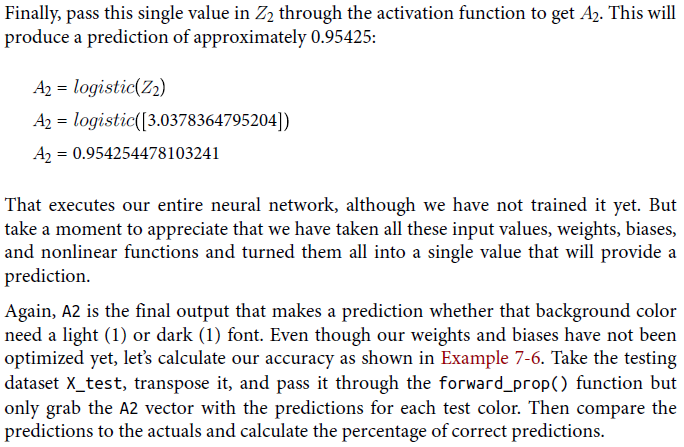 Finally, pass this single value in Z₂ through the activation function to get A₂. This will
produce a prediction of approximately 0.95425:
A₂ = logistic(Z₂)
A₂ = logistic([3.0378364795204])
A₂ = 0.954254478103241
That executes our entire neural network, although we have not trained it yet. But
take a moment to appreciate that we have taken all these input values, weights, biases,
and nonlinear functions and turned them all into a single value that will provide a
prediction.
Again, A2 is the final output that makes a prediction whether that background color
need a light (1) or dark (1) font. Even though our weights and biases have not been
optimized yet, let’s calculate our accuracy as shown in Example 7-6. Take the testing
dataset X_test, transpose it, and pass it through the forward_prop() function but
only grab the A2 vector with the predictions for each test color. Then compare the
predictions to the actuals and calculate the percentage of correct predictions.